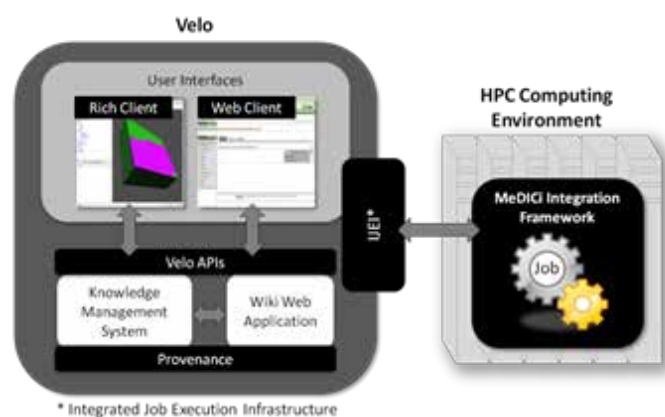 Velo
User Interfaces
Rich Client
Web Client
HPC Computing
Environment
IJEI*
MeDICi Integration
Framework
Job
Velo APIs
Knowledge
Management
System
Wiki Web
Application
Provenance
* Integrated Job Execution Infrastructure